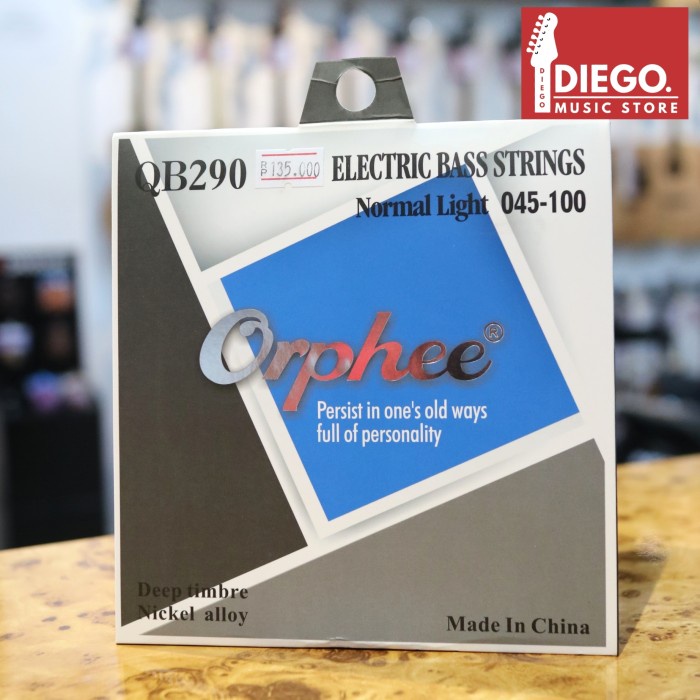 DIEGO.
MUSIC STORE
DIEGO
QB290 RP 135.000 ELECTRIC BASS STRINGS
Normal Light 045-100
Orphee®
Persist in one's old ways
full of personality
Deep timbre
Nickel alloy
Made In China